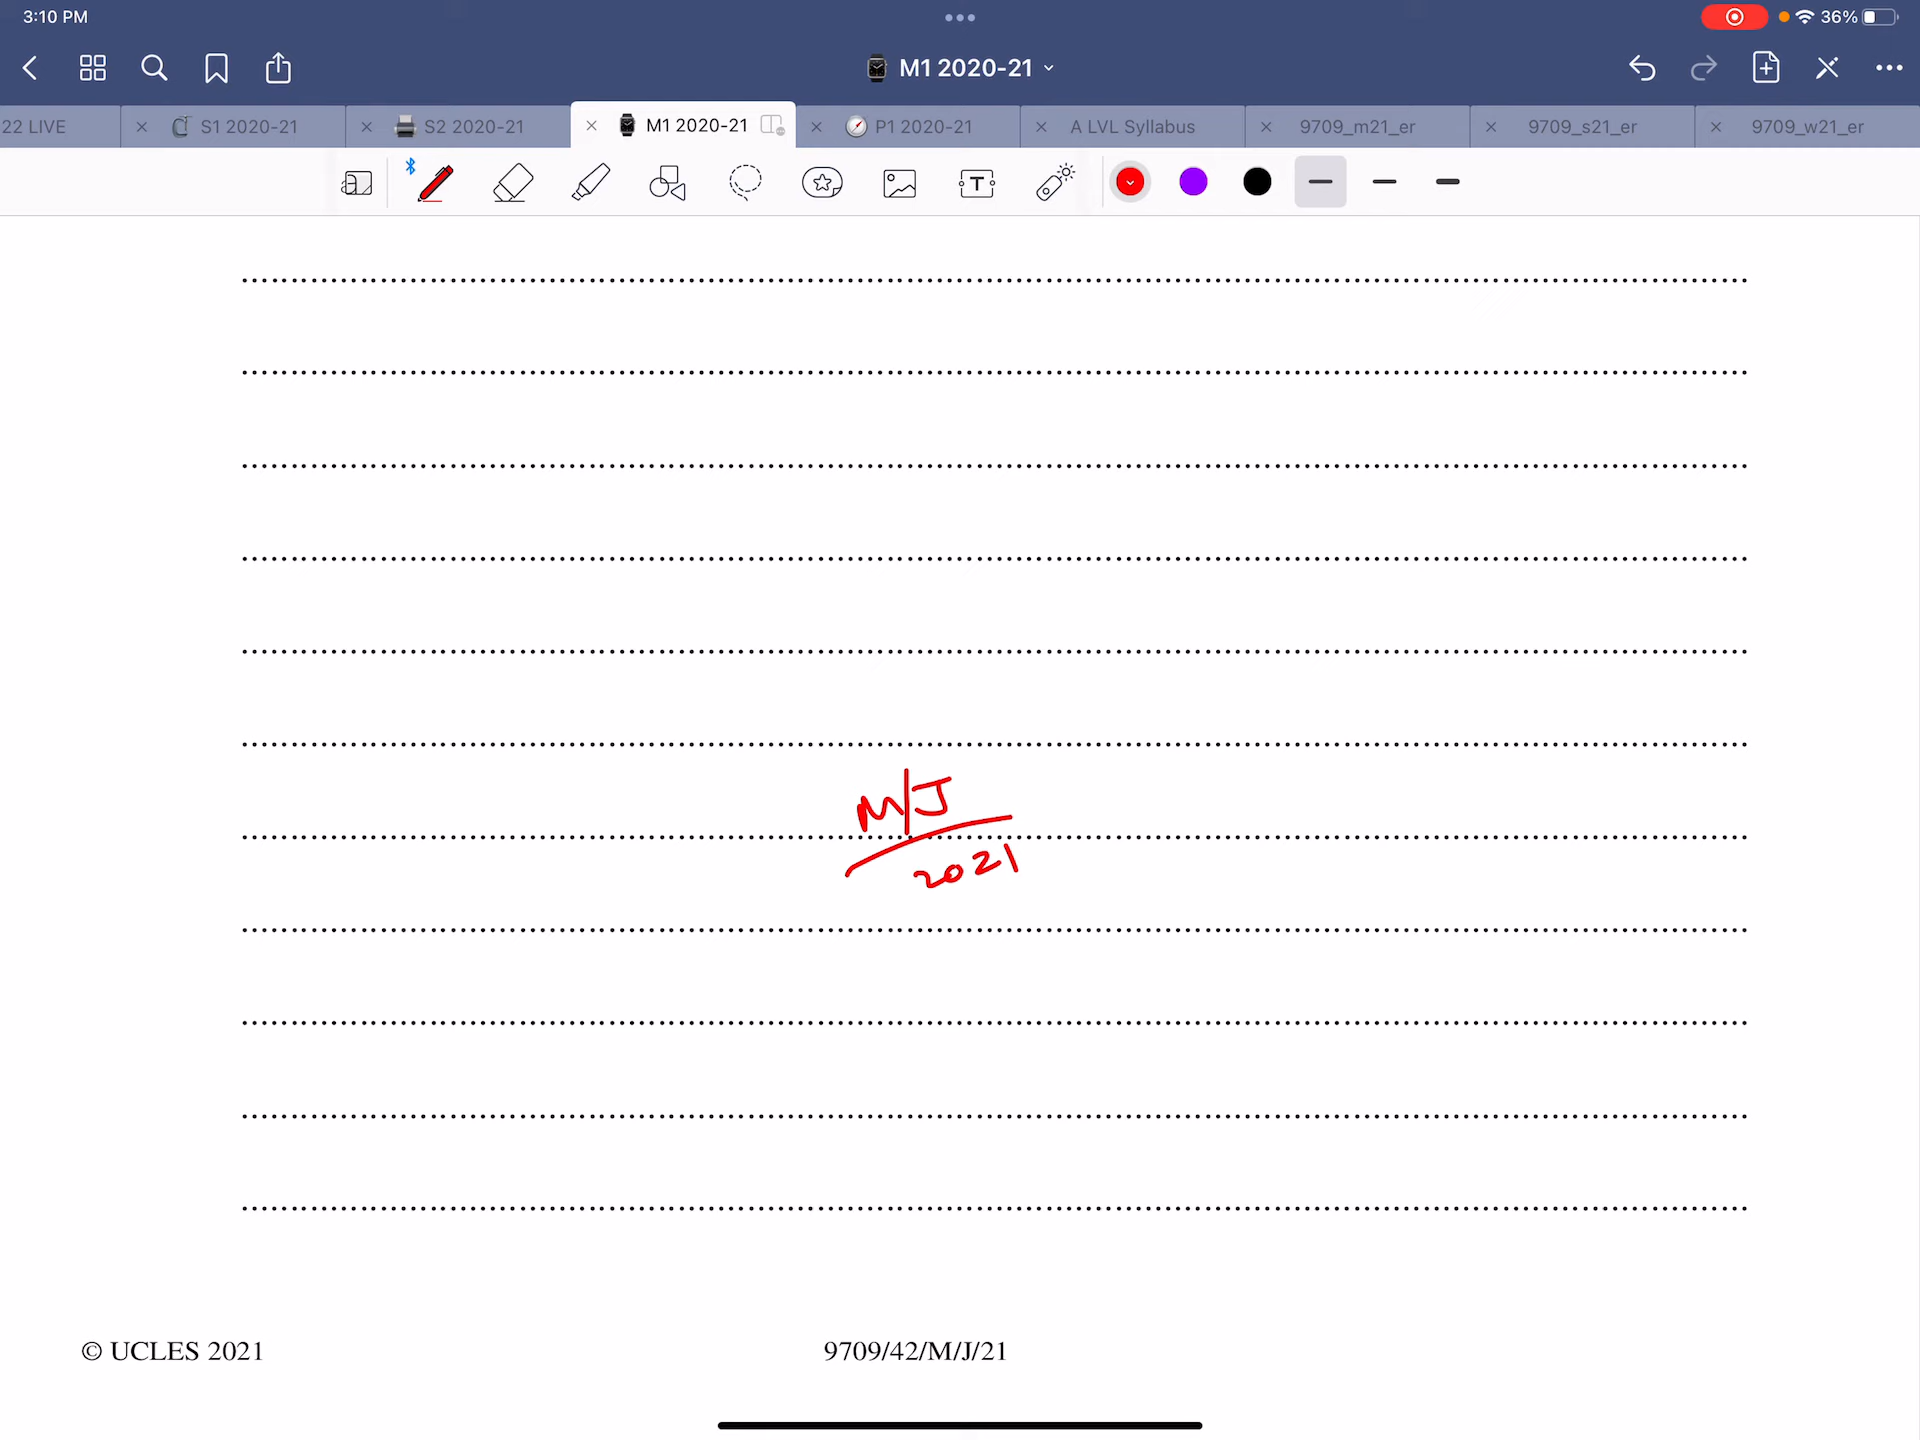 3:10 PM
36%
M1 2020-21
22 LIVE
S1 2020-21
S2 2020-21
M1 2020-21
P1 2020-21
A LVL Syllabus
9709_m21_er
9709_s21_er
9709_w21_er
M/J
2021
© UCLES 2021
9709/42/M/J/21